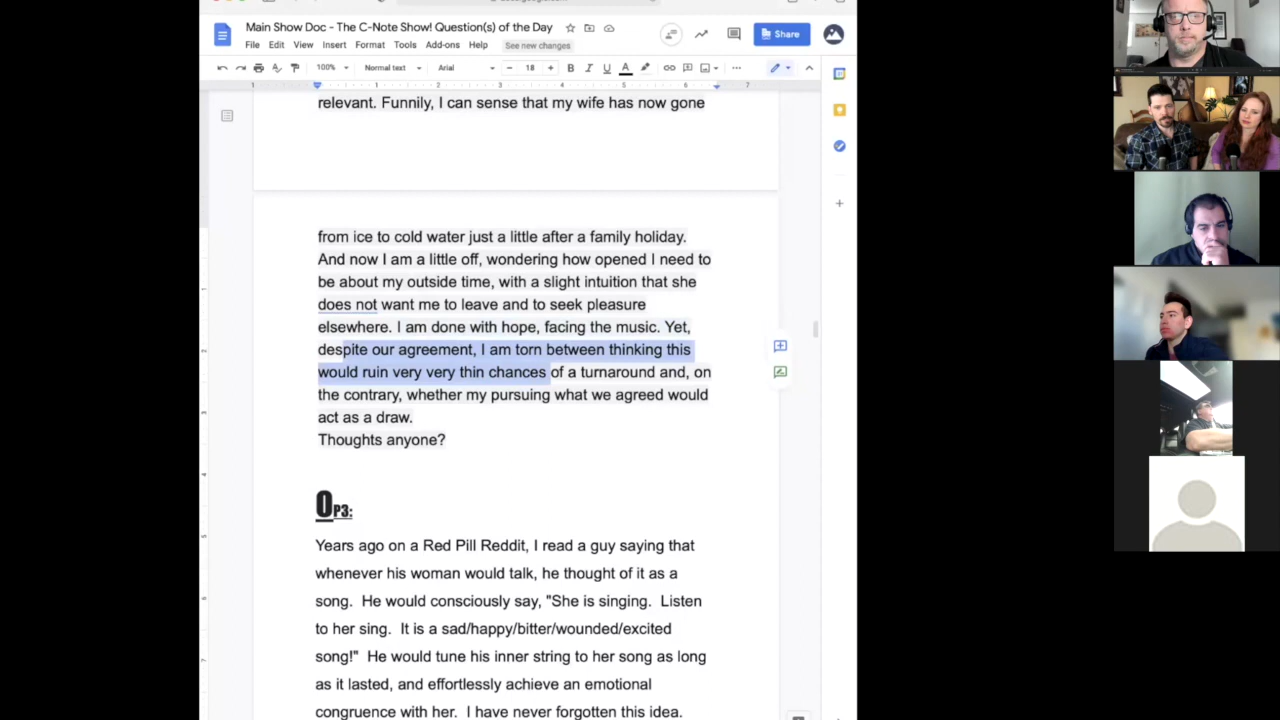 Main Show Doc - The C-Note Show! Question(s) of the Day
File Edit View Insert Format Tools Add-ons Help See new changes
Share
100% Normal text Arial 18 B I U A
1 1 2 3 4 5 6 7
relevant. Funnily, I can sense that my wife has now gone
from ice to cold water just a little after a family holiday.
And now I am a little off, wondering how opened I need to
be about my outside time, with a slight intuition that she
does not want me to leave and to seek pleasure
elsewhere. I am done with hope, facing the music. Yet,
despite our agreement, I am torn between thinking this
would ruin very very thin chances of a turnaround and, on
the contrary, whether my pursuing what we agreed would
act as a draw.
Thoughts anyone?
OP3:
Years ago on a Red Pill Reddit, I read a guy saying that
whenever his woman would talk, he thought of it as a
song.  He would consciously say, "She is singing.  Listen
to her sing.  It is a sad/happy/bitter/wounded/excited
song!"  He would tune his inner string to her song as long
as it lasted, and effortlessly achieve an emotional
congruence with her.  I have never forgotten this idea.